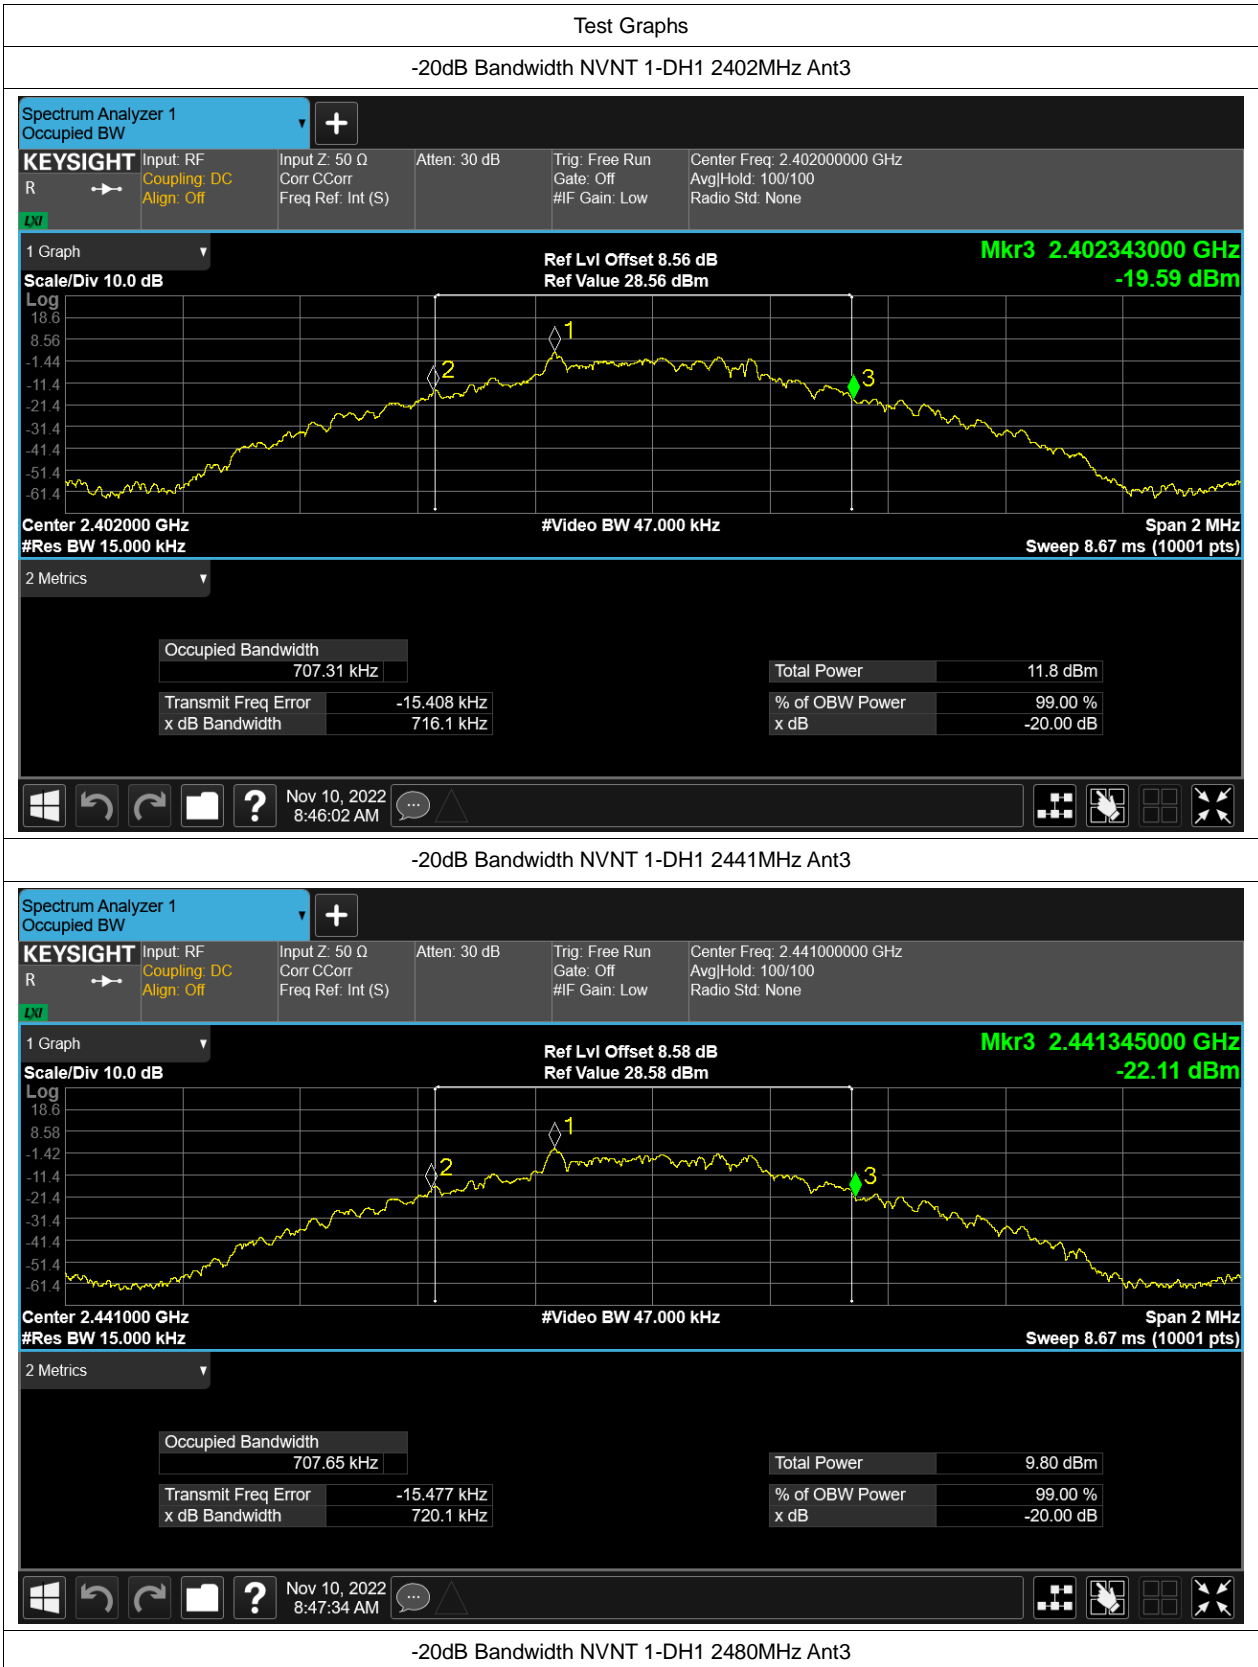 Test Graphs
-20dB Bandwidth NVNT 1-DH1 2402MHz Ant3
Spectrum Analyzer 1
Occupied BW
KEYSIGHT Input: RF Input Z: 50 Ω Atten: 30 dB Trig: Free Run Center Freq: 2.402000000 GHz
R Coupling: DC Corr CCorr Gate: Off Avg|Hold: 100/100
Align: Off Freq Ref: Int (S) #IF Gain: Low Radio Std: None
LXI
1 Graph Ref Lvl Offset 8.56 dB Mkr3 2.402343000 GHz
Scale/Div 10.0 dB Ref Value 28.56 dBm -19.59 dBm
Log
18.6
8.56 1
-1.44 2
-11.4 3
-21.4
-31.4
-41.4
-51.4
-61.4
Center 2.402000 GHz #Video BW 47.000 kHz Span 2 MHz
#Res BW 15.000 kHz Sweep 8.67 ms (10001 pts)
2 Metrics
Occupied Bandwidth
707.31 kHz Total Power 11.8 dBm
Transmit Freq Error -15.408 kHz % of OBW Power 99.00 %
x dB Bandwidth 716.1 kHz x dB -20.00 dB
? Nov 10, 2022
8:46:02 AM
-20dB Bandwidth NVNT 1-DH1 2441MHz Ant3
Spectrum Analyzer 1
Occupied BW
KEYSIGHT Input: RF Input Z: 50 Ω Atten: 30 dB Trig: Free Run Center Freq: 2.441000000 GHz
R Coupling: DC Corr CCorr Gate: Off Avg|Hold: 100/100
Align: Off Freq Ref: Int (S) #IF Gain: Low Radio Std: None
LXI
1 Graph Ref Lvl Offset 8.58 dB Mkr3 2.441345000 GHz
Scale/Div 10.0 dB Ref Value 28.58 dBm -22.11 dBm
Log
18.6
8.58 1
-1.42
-11.4 2 3
-21.4
-31.4
-41.4
-51.4
-61.4
Center 2.441000 GHz #Video BW 47.000 kHz Span 2 MHz
#Res BW 15.000 kHz Sweep 8.67 ms (10001 pts)
2 Metrics
Occupied Bandwidth
707.65 kHz Total Power 9.80 dBm
Transmit Freq Error -15.477 kHz % of OBW Power 99.00 %
x dB Bandwidth 720.1 kHz x dB -20.00 dB
? Nov 10, 2022
8:47:34 AM
-20dB Bandwidth NVNT 1-DH1 2480MHz Ant3